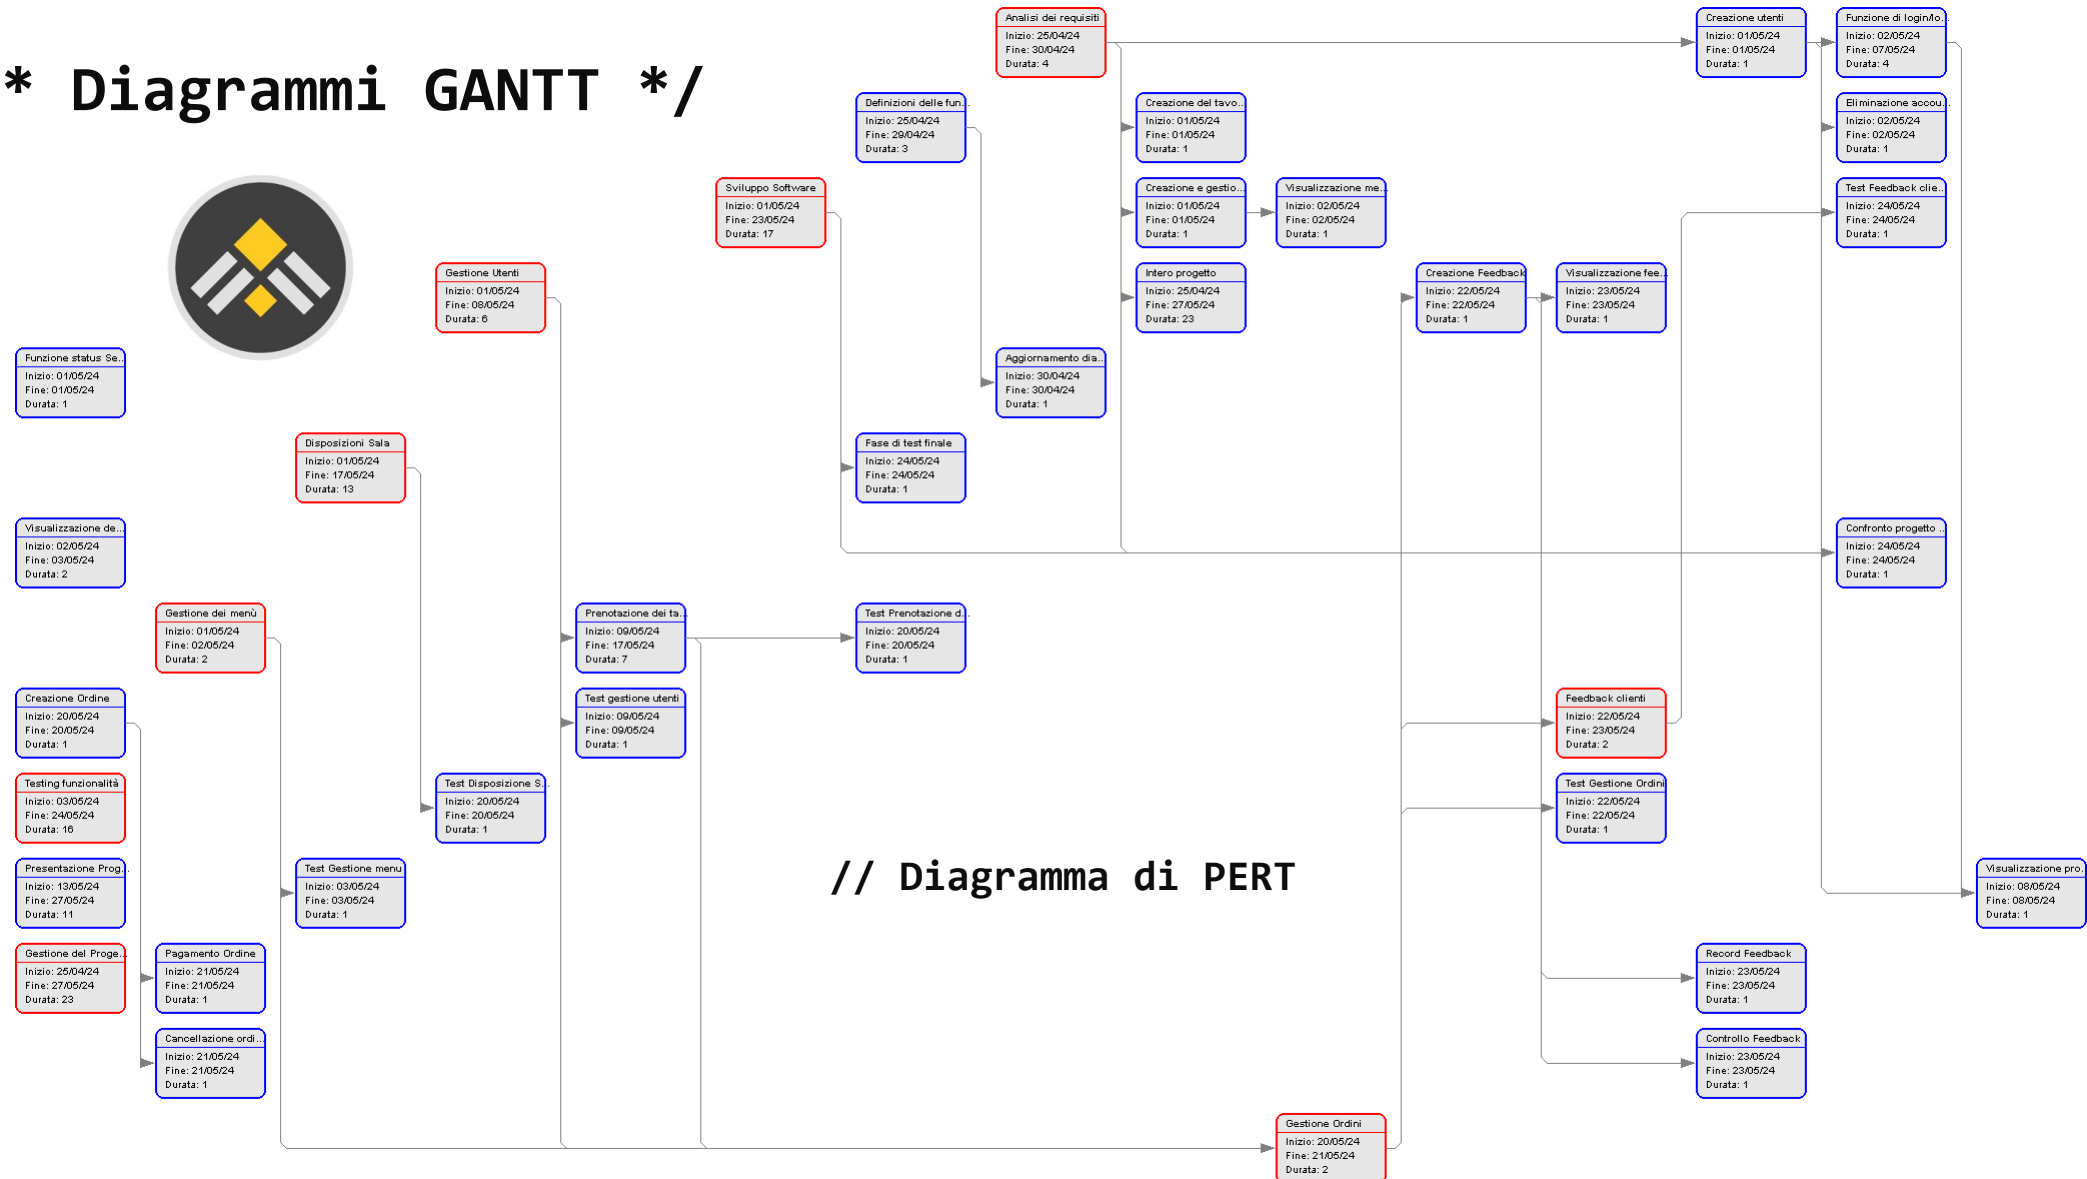 * Diagrammi GANTT */
Analisi dei requisiti
Inizio: 25/04/24
Fine: 30/04/24
Durata: 4
Creazione utenti
Inizio: 01/05/24
Fine: 01/05/24
Durata: 1
Funzione di login/lo...
Inizio: 02/05/24
Fine: 07/05/24
Durata: 4
Definizioni delle fun...
Inizio: 25/04/24
Fine: 29/04/24
Durata: 3
Creazione del tavo...
Inizio: 01/05/24
Fine: 01/05/24
Durata: 1
Eliminazione accou...
Inizio: 02/05/24
Fine: 02/05/24
Durata: 1
Sviluppo Software
Inizio: 01/05/24
Fine: 23/05/24
Durata: 17
Creazione e gestio...
Inizio: 01/05/24
Fine: 01/05/24
Durata: 1
Visualizzazione me...
Inizio: 02/05/24
Fine: 02/05/24
Durata: 1
Test Feedback clie...
Inizio: 24/05/24
Fine: 24/05/24
Durata: 1
Gestione Utenti
Inizio: 01/05/24
Fine: 08/05/24
Durata: 6
Intero progetto
Inizio: 25/04/24
Fine: 27/05/24
Durata: 23
Creazione Feedback
Inizio: 22/05/24
Fine: 22/05/24
Durata: 1
Visualizzazione fee...
Inizio: 23/05/24
Fine: 23/05/24
Durata: 1
Funzione status Se...
Inizio: 01/05/24
Fine: 01/05/24
Durata: 1
Aggiornamento dia...
Inizio: 30/04/24
Fine: 30/04/24
Durata: 1
Disposizioni Sala
Inizio: 01/05/24
Fine: 17/05/24
Durata: 13
Fase di test finale
Inizio: 24/05/24
Fine: 24/05/24
Durata: 1
Visualizzazione de...
Inizio: 02/05/24
Fine: 03/05/24
Durata: 2
Confronto progetto ...
Inizio: 24/05/24
Fine: 24/05/24
Durata: 1
Gestione dei menù
Inizio: 01/05/24
Fine: 02/05/24
Durata: 2
Prenotazione dei ta...
Inizio: 09/05/24
Fine: 17/05/24
Durata: 7
Test Prenotazione d...
Inizio: 20/05/24
Fine: 20/05/24
Durata: 1
Creazione Ordine
Inizio: 20/05/24
Fine: 20/05/24
Durata: 1
Test gestione utenti
Inizio: 09/05/24
Fine: 09/05/24
Durata: 1
Feedback clienti
Inizio: 22/05/24
Fine: 23/05/24
Durata: 2
Testing funzionalità
Inizio: 03/05/24
Fine: 24/05/24
Durata: 16
Test Disposizione S...
Inizio: 20/05/24
Fine: 20/05/24
Durata: 1
Test Gestione Ordini
Inizio: 22/05/24
Fine: 22/05/24
Durata: 1
Presentazione Prog...
Inizio: 13/05/24
Fine: 27/05/24
Durata: 11
Test Gestione menu
Inizio: 03/05/24
Fine: 03/05/24
Durata: 1
// Diagramma di PERT
Visualizzazione pro...
Inizio: 08/05/24
Fine: 08/05/24
Durata: 1
Gestione del Proge...
Inizio: 25/04/24
Fine: 27/05/24
Durata: 23
Pagamento Ordine
Inizio: 21/05/24
Fine: 21/05/24
Durata: 1
Record Feedback
Inizio: 23/05/24
Fine: 23/05/24
Durata: 1
Cancellazione ordi...
Inizio: 21/05/24
Fine: 21/05/24
Durata: 1
Controllo Feedback
Inizio: 23/05/24
Fine: 23/05/24
Durata: 1
Gestione Ordini
Inizio: 20/05/24
Fine: 21/05/24
Durata: 2